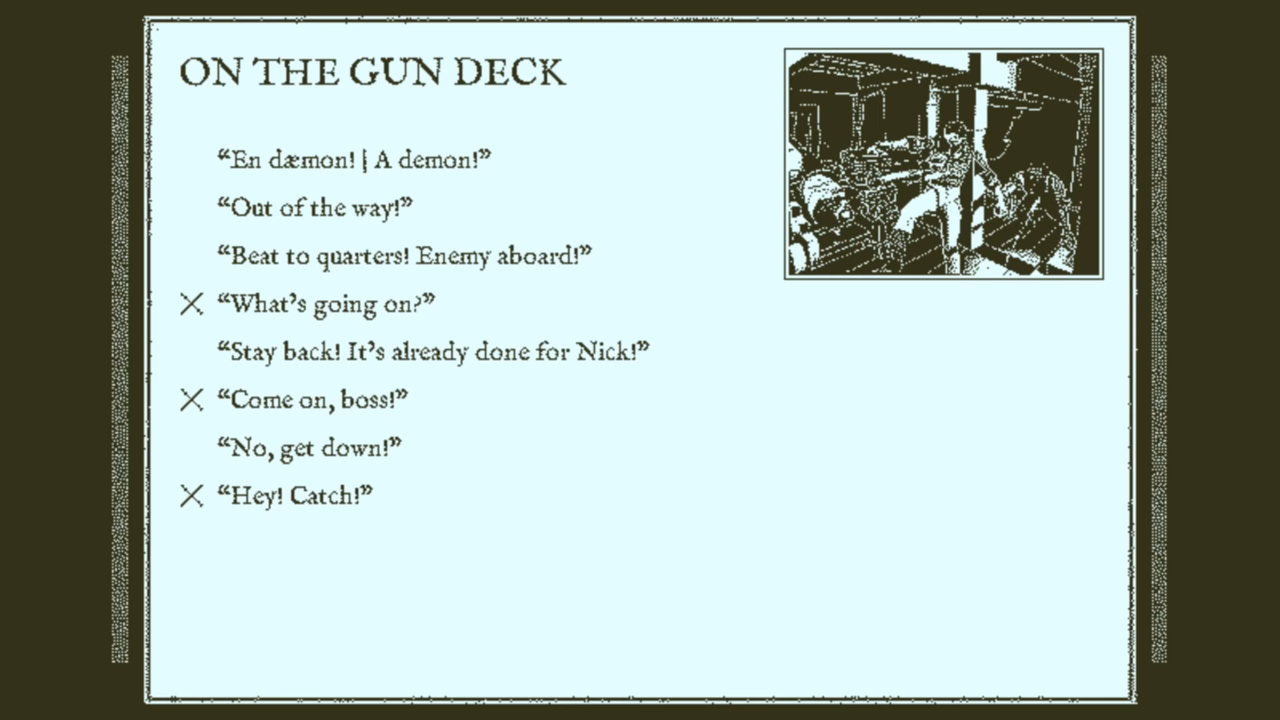 ON THE GUN DECK
“En dæmon! | A demon!”
“Out of the way!”
“Beat to quarters! Enemy aboard!”
“What’s going on?”
“Stay back! It’s already done for Nick!”
“Come on, boss!”
“No, get down!”
“Hey! Catch!”